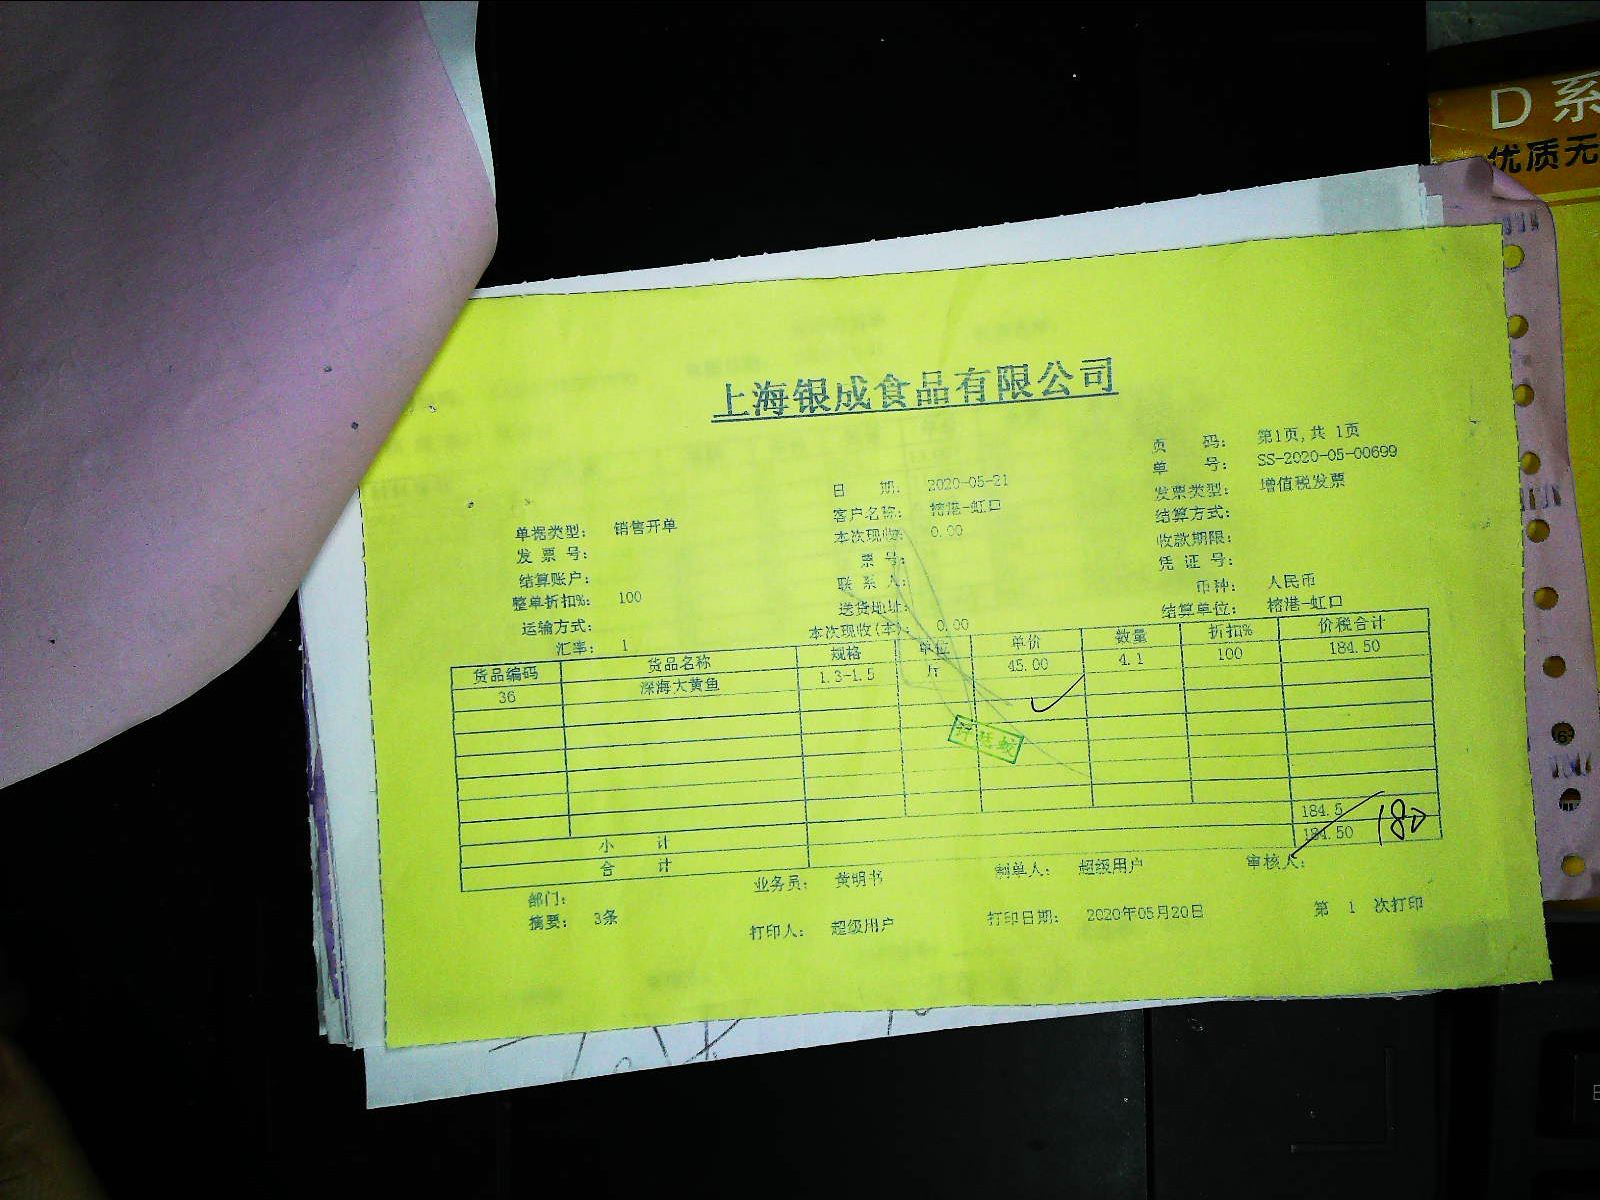 D 系
优质无
上海银成食品有限公司
页 码: 第1页,共 1页
单 号: SS-2020-05-00699
日 期: 2020-05-21 发票类型: 增值税发票
单据类型: 销售开单 客户名称: 榕港-虹口 结算方式:
发 票 号: 本次现收: 0.00 收款期限:
结算账户: 票 号: 凭 证 号:
整单折扣%: 100 联 系 人: 币种: 人民币
运输方式: 送货地址: 结算单位: 榕港-虹口
汇率: 1 本次现收(本): 0.00
货品编码 货品名称 规格 单位 单价 数量 折扣% 价税合计
36 深海大黄鱼 1.3-1.5 斤 45.00 4.1 100 184.50
小 计 184.5
合 计 184.50 180
部门: 业务员: 黄明书 制单人: 超级用户 审核人:
摘要: 3条 打印人: 超级用户 打印日期: 2020年05月20日 第 1 次打印